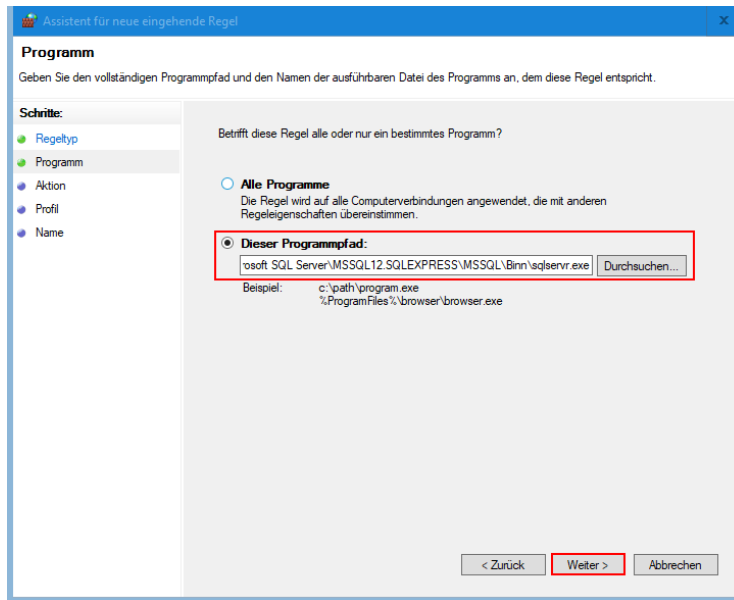 Assistent für neue eingehende Regel
x
Programm
Geben Sie den vollständigen Programmpfad und den Namen der ausführbaren Datei des Programms an, dem diese Regel entspricht.
Schritte:
Regeltyp
Programm
Aktion
Profil
Name
Betrifft diese Regel alle oder nur ein bestimmtes Programm?
Alle Programme
Die Regel wird auf alle Computerverbindungen angewendet, die mit anderen
Regeleigenschaften übereinstimmen.
Dieser Programmpfad:
rosoft SQL Server\MSSQL12.SQLEXPRESS\MSSQL\Binn\sqlservr.exe
Durchsuchen...
Beispiel: c:\path\program.exe
%ProgramFiles%\browser\browser.exe
< Zurück
Weiter >
Abbrechen